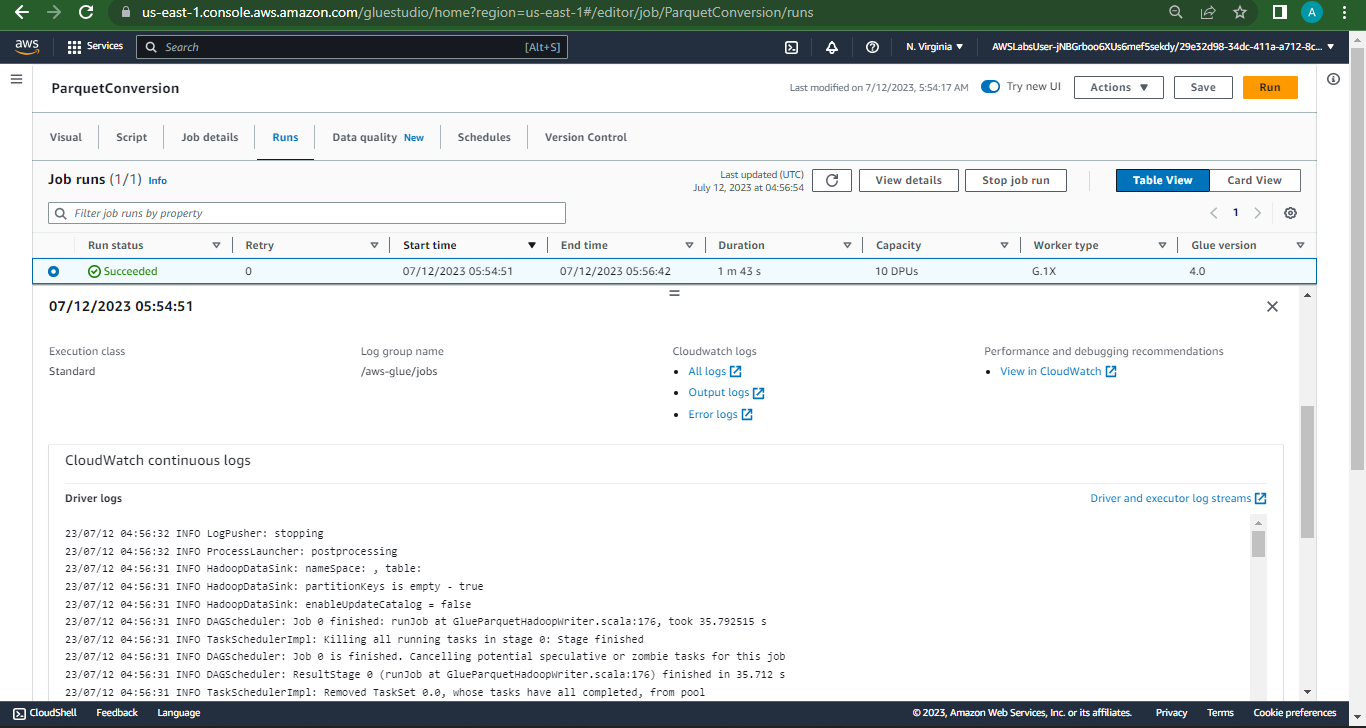 us-east-1.console.aws.amazon.com/gluestudio/home?region=us-east-1#/editor/job/ParquetConversion/runs
A
aws
Services
Search
[Alt+S]
N. Virginia
AWSLabsUser-jNBGrboo6XUs6mef5sekdy/29e32d98-34dc-411a-a712-8c...
ParquetConversion
Last modified on 7/12/2023, 5:54:17 AM
Try new UI
Actions
Save
Run
Visual
Script
Job details
Runs
Data quality New
Schedules
Version Control
Job runs (1/1) Info
Last updated (UTC)
July 12, 2023 at 04:56:54
View details
Stop job run
Table View
Card View
Filter job runs by property
1
Run status
Retry
Start time
End time
Duration
Capacity
Worker type
Glue version
Succeeded
0
07/12/2023 05:54:51
07/12/2023 05:56:42
1 m 43 s
10 DPUs
G.1X
4.0
07/12/2023 05:54:51
Execution class
Standard
Log group name
/aws-glue/jobs
Cloudwatch logs
All logs
Output logs
Error logs
Performance and debugging recommendations
View in CloudWatch
CloudWatch continuous logs
Driver logs
Driver and executor log streams
23/07/12 04:56:32 INFO LogPusher: stopping
23/07/12 04:56:32 INFO ProcessLauncher: postprocessing
23/07/12 04:56:31 INFO HadoopDataSink: nameSpace: , table:
23/07/12 04:56:31 INFO HadoopDataSink: partitionKeys is empty - true
23/07/12 04:56:31 INFO HadoopDataSink: enableUpdateCatalog = false
23/07/12 04:56:31 INFO DAGScheduler: Job 0 finished: runJob at GlueParquetHadoopWriter.scala:176, took 35.792515 s
23/07/12 04:56:31 INFO TaskSchedulerImpl: Killing all running tasks in stage 0: Stage finished
23/07/12 04:56:31 INFO DAGScheduler: Job 0 is finished. Cancelling potential speculative or zombie tasks for this job
23/07/12 04:56:31 INFO DAGScheduler: ResultStage 0 (runJob at GlueParquetHadoopWriter.scala:176) finished in 35.712 s
23/07/12 04:56:31 INFO TaskSchedulerImpl: Removed TaskSet 0.0, whose tasks have all completed, from pool
CloudShell
Feedback
Language
© 2023, Amazon Web Services, Inc. or its affiliates.
Privacy
Terms
Cookie preferences